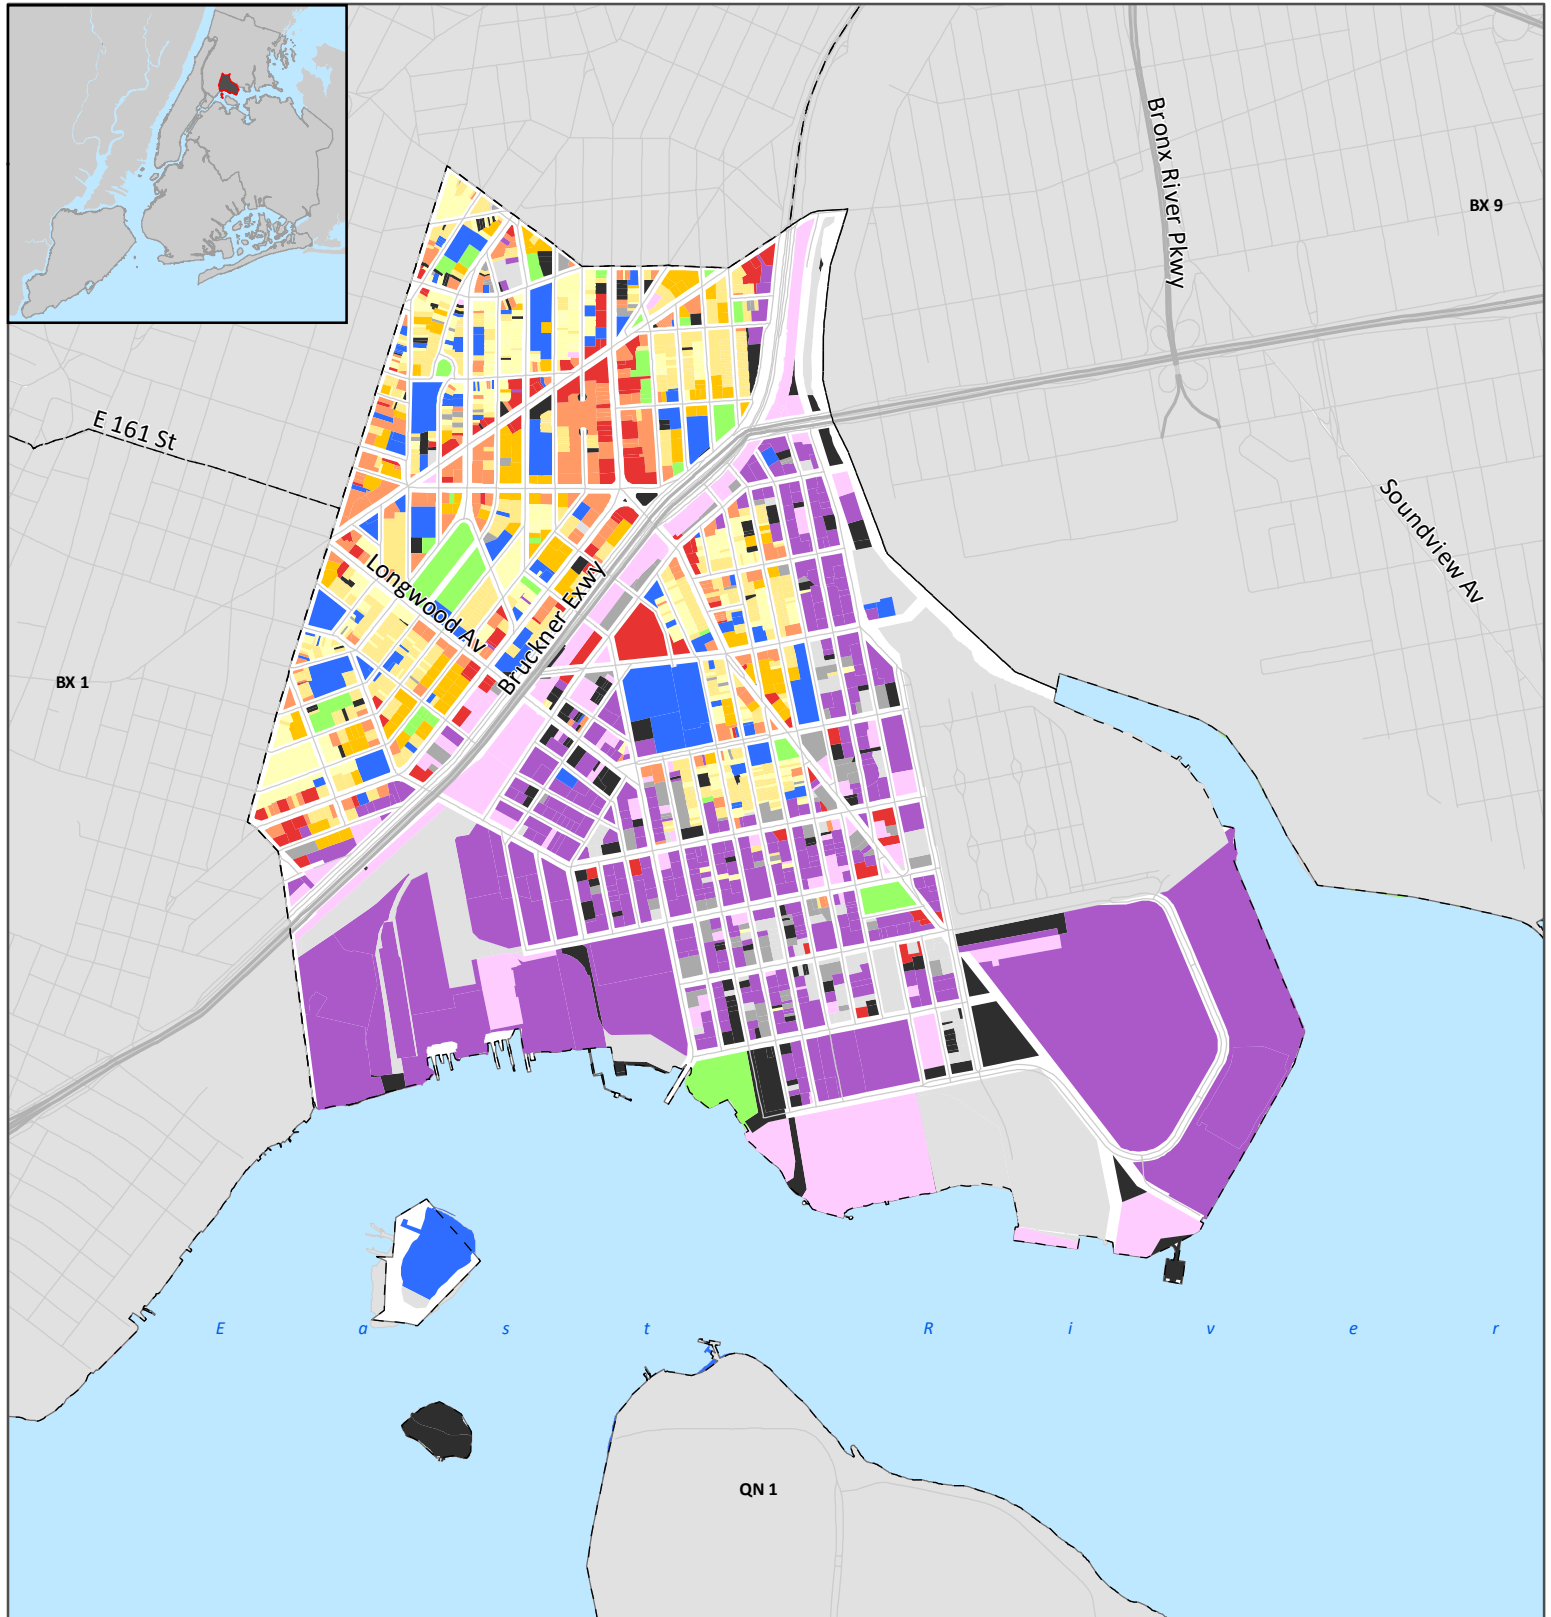 Bronx River Pkwy
BX 9
E 161 St
Soundview Av
Longwood Av
Bruckner Exwy
BX 1
E a s t R i v e r
QN 1